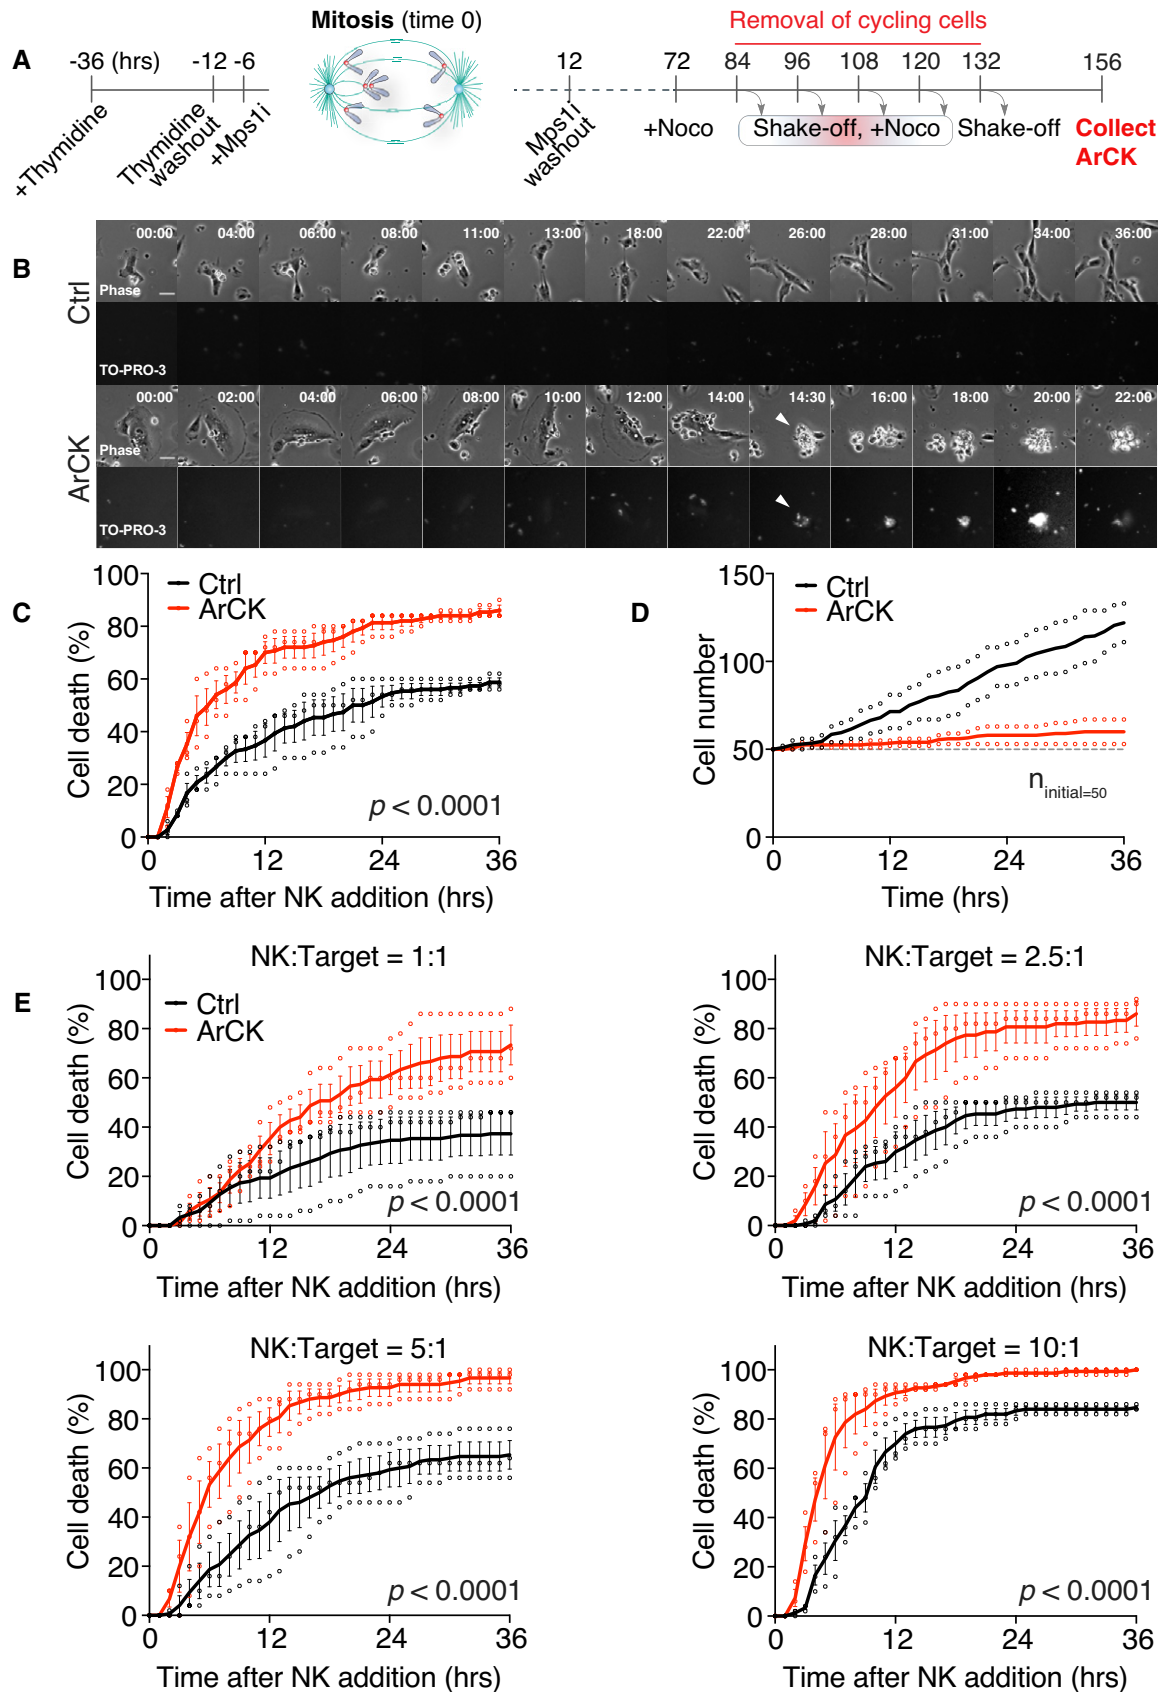 Mitosis (time 0)
Removal of cycling cells
A
-36 (hrs) -12 -6 12 72 84 96 108 120 132 156
+Thymidine
Thymidine washout
+Mps1i
Mps1i washout
+Noco
Shake-off, +Noco
Shake-off
Collect
ArCK
B
Ctrl
00:00 04:00 06:00 08:00 11:00 13:00 18:00 22:00 26:00 28:00 31:00 34:00 36:00
Phase
TO-PRO-3
ArCK
00:00 02:00 04:00 06:00 08:00 10:00 12:00 14:00 14:30 16:00 18:00 20:00 22:00
Phase
TO-PRO-3
C
Cell death (%)
100
80
60
40
20
0
Ctrl
ArCK
p < 0.0001
0 12 24 36
Time after NK addition (hrs)
D
Cell number
150
100
50
0
Ctrl
ArCK
n initial=50
0 12 24 36
Time (hrs)
E
NK:Target = 1:1
Cell death (%)
100
80
60
40
20
0
Ctrl
ArCK
p < 0.0001
0 12 24 36
Time after NK addition (hrs)
NK:Target = 2.5:1
Cell death (%)
100
80
60
40
20
0
p < 0.0001
0 12 24 36
Time after NK addition (hrs)
NK:Target = 5:1
Cell death (%)
100
80
60
40
20
0
p < 0.0001
0 12 24 36
Time after NK addition (hrs)
NK:Target = 10:1
Cell death (%)
100
80
60
40
20
0
p < 0.0001
0 12 24 36
Time after NK addition (hrs)